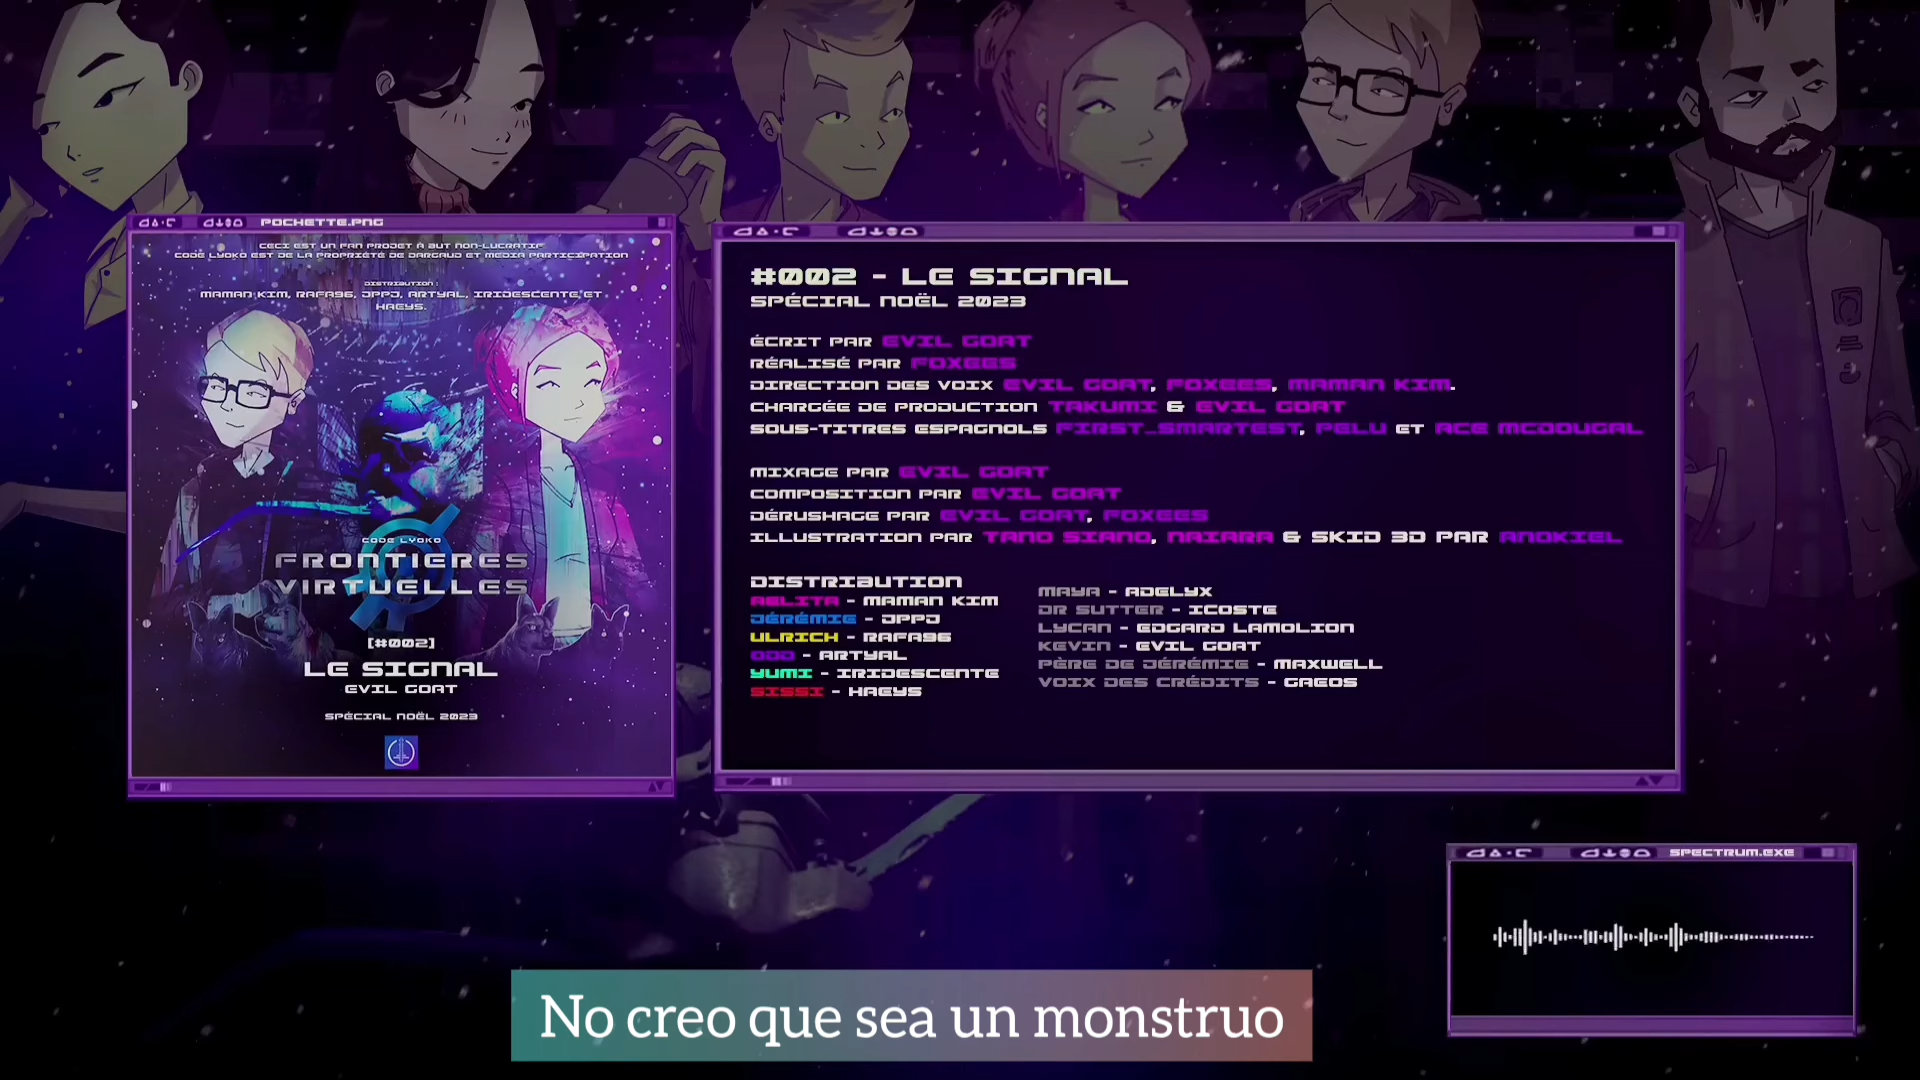 POCHETTE.PNG
CECI EST UN FAN PROJET À BUT NON-LUCRATIF
CODE LYOKO EST DE LA PROPRIÉTÉ DE DARGAUD ET MEDIA PARTICIPATION
DISTRIBUTION :
MAMAN KIM, RAFA96, JPPJ, ARTYAL, IRIDESCENTE ET
HAEYS.
CODE LYOKO
FRONTIERES
VIRTUELLES
[#002]
LE SIGNAL
EVIL GOAT
SPÉCIAL NOËL 2023
#002 - LE SIGNAL
SPÉCIAL NOËL 2023
ÉCRIT PAR EVIL GOAT
RÉALISÉ PAR FOXEES
DIRECTION DES VOIX EVIL GOAT, FOXEES, MAMAN KIM.
CHARGÉE DE PRODUCTION TAKUMI & EVIL GOAT
SOUS-TITRES ESPAGNOLS FIRST_SMARTEST, PELU ET ACE MCDOUGAL
MIXAGE PAR EVIL GOAT
COMPOSITION PAR EVIL GOAT
DÉRUSHAGE PAR EVIL GOAT, FOXEES
ILLUSTRATION PAR TANO SIANO, NAIARA & SKID 3D PAR ANOKIEL
DISTRIBUTION
AELITA - MAMAN KIM
JÉRÉMIE - JPPJ
ULRICH - RAFA96
ODD - ARTYAL
YUMI - IRIDESCENTE
SISSI - HAEYS
MAYA - ADELYX
DR SUTTER - ICOSTE
LYCAN - EDGARD LAMOLION
KEVIN - EVIL GOAT
PÈRE DE JÉRÉMIE - MAXWELL
VOIX DES CRÉDITS - GAEOS
SPECTRUM.EXE
No creo que sea un monstruo